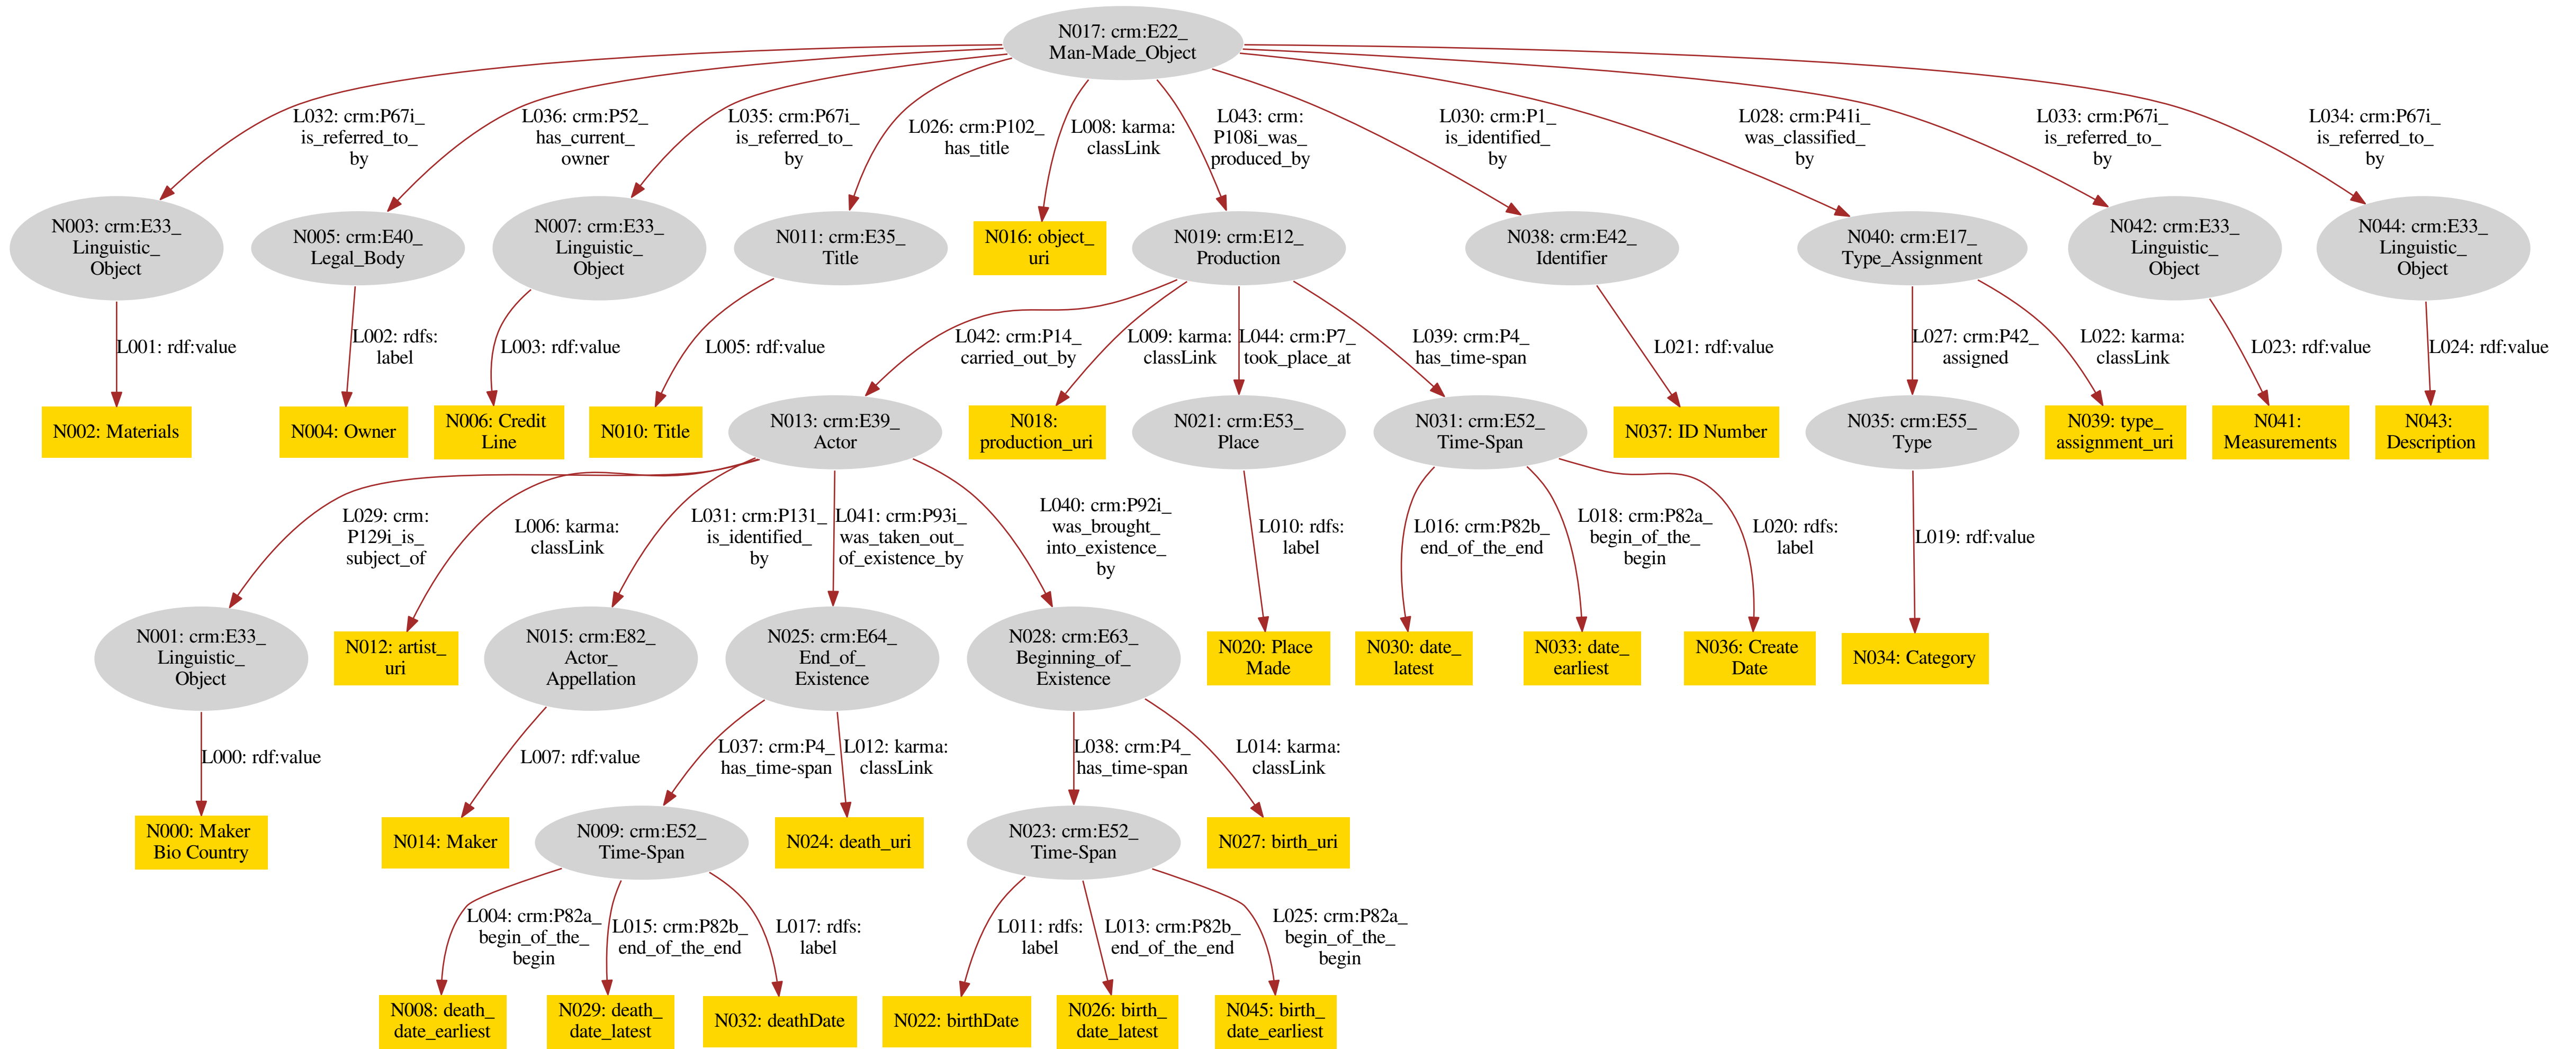 N017: crm:E22_
Man-Made_Object
L032: crm:P67i_
is_referred_to_
by
L036: crm:P52_
has_current_
owner
L035: crm:P67i_
is_referred_to_
by
L026: crm:P102_
has_title
L008: karma:
classLink
L043: crm:
P108i_was_
produced_by
L030: crm:P1_
is_identified_
by
L028: crm:P41i_
was_classified_
by
L033: crm:P67i_
is_referred_to_
by
L034: crm:P67i_
is_referred_to_
by
N003: crm:E33_
Linguistic_
Object
N005: crm:E40_
Legal_Body
N007: crm:E33_
Linguistic_
Object
N011: crm:E35_
Title
N016: object_
uri
N019: crm:E12_
Production
N038: crm:E42_
Identifier
N040: crm:E17_
Type_Assignment
N042: crm:E33_
Linguistic_
Object
N044: crm:E33_
Linguistic_
Object
L001: rdf:value
L002: rdfs:
label
L003: rdf:value
L005: rdf:value
L042: crm:P14_
carried_out_by
L009: karma:
classLink
L044: crm:P7_
took_place_at
L039: crm:P4_
has_time-span
L021: rdf:value
L027: crm:P42_
assigned
L022: karma:
classLink
L023: rdf:value
L024: rdf:value
N002: Materials
N004: Owner
N006: Credit
Line
N010: Title
N013: crm:E39_
Actor
N018:
production_uri
N021: crm:E53_
Place
N031: crm:E52_
Time-Span
N037: ID Number
N035: crm:E55_
Type
N039: type_
assignment_uri
N041:
Measurements
N043:
Description
L029: crm:
P129i_is_
subject_of
L006: karma:
classLink
L031: crm:P131_
is_identified_
by
L041: crm:P93i_
was_taken_out_
of_existence_by
L040: crm:P92i_
was_brought_
into_existence_
by
L010: rdfs:
label
L016: crm:P82b_
end_of_the_end
L018: crm:P82a_
begin_of_the_
begin
L020: rdfs:
label
L019: rdf:value
N001: crm:E33_
Linguistic_
Object
N012: artist_
uri
N015: crm:E82_
Actor_
Appellation
N025: crm:E64_
End_of_
Existence
N028: crm:E63_
Beginning_of_
Existence
N020: Place
Made
N030: date_
latest
N033: date_
earliest
N036: Create
Date
N034: Category
L000: rdf:value
L007: rdf:value
L037: crm:P4_
has_time-span
L012: karma:
classLink
L038: crm:P4_
has_time-span
L014: karma:
classLink
N000: Maker
Bio Country
N014: Maker
N009: crm:E52_
Time-Span
N024: death_uri
N023: crm:E52_
Time-Span
N027: birth_uri
L004: crm:P82a_
begin_of_the_
begin
L015: crm:P82b_
end_of_the_end
L017: rdfs:
label
L011: rdfs:
label
L013: crm:P82b_
end_of_the_end
L025: crm:P82a_
begin_of_the_
begin
N008: death_
date_earliest
N029: death_
date_latest
N032: deathDate
N022: birthDate
N026: birth_
date_latest
N045: birth_
date_earliest